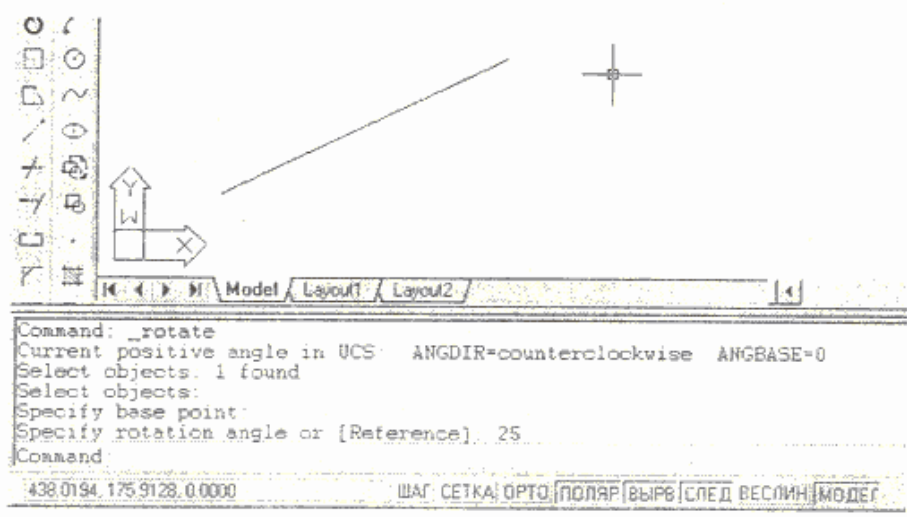 Y
W
X
Model Layout1 Layout2
Command: _rotate
Current positive angle in UCS: ANGDIR=counterclockwise ANGBASE=0
Select objects: 1 found
Select objects:
Specify base point:
Specify rotation angle or [Reference]: 25
Command
438.0194, 175.9128, 0.0000 ШАГ СЕТКА ОРТО ПОЛЯР ВЫРВ СЛЕД ВЕСЛИН МОДЕЛ